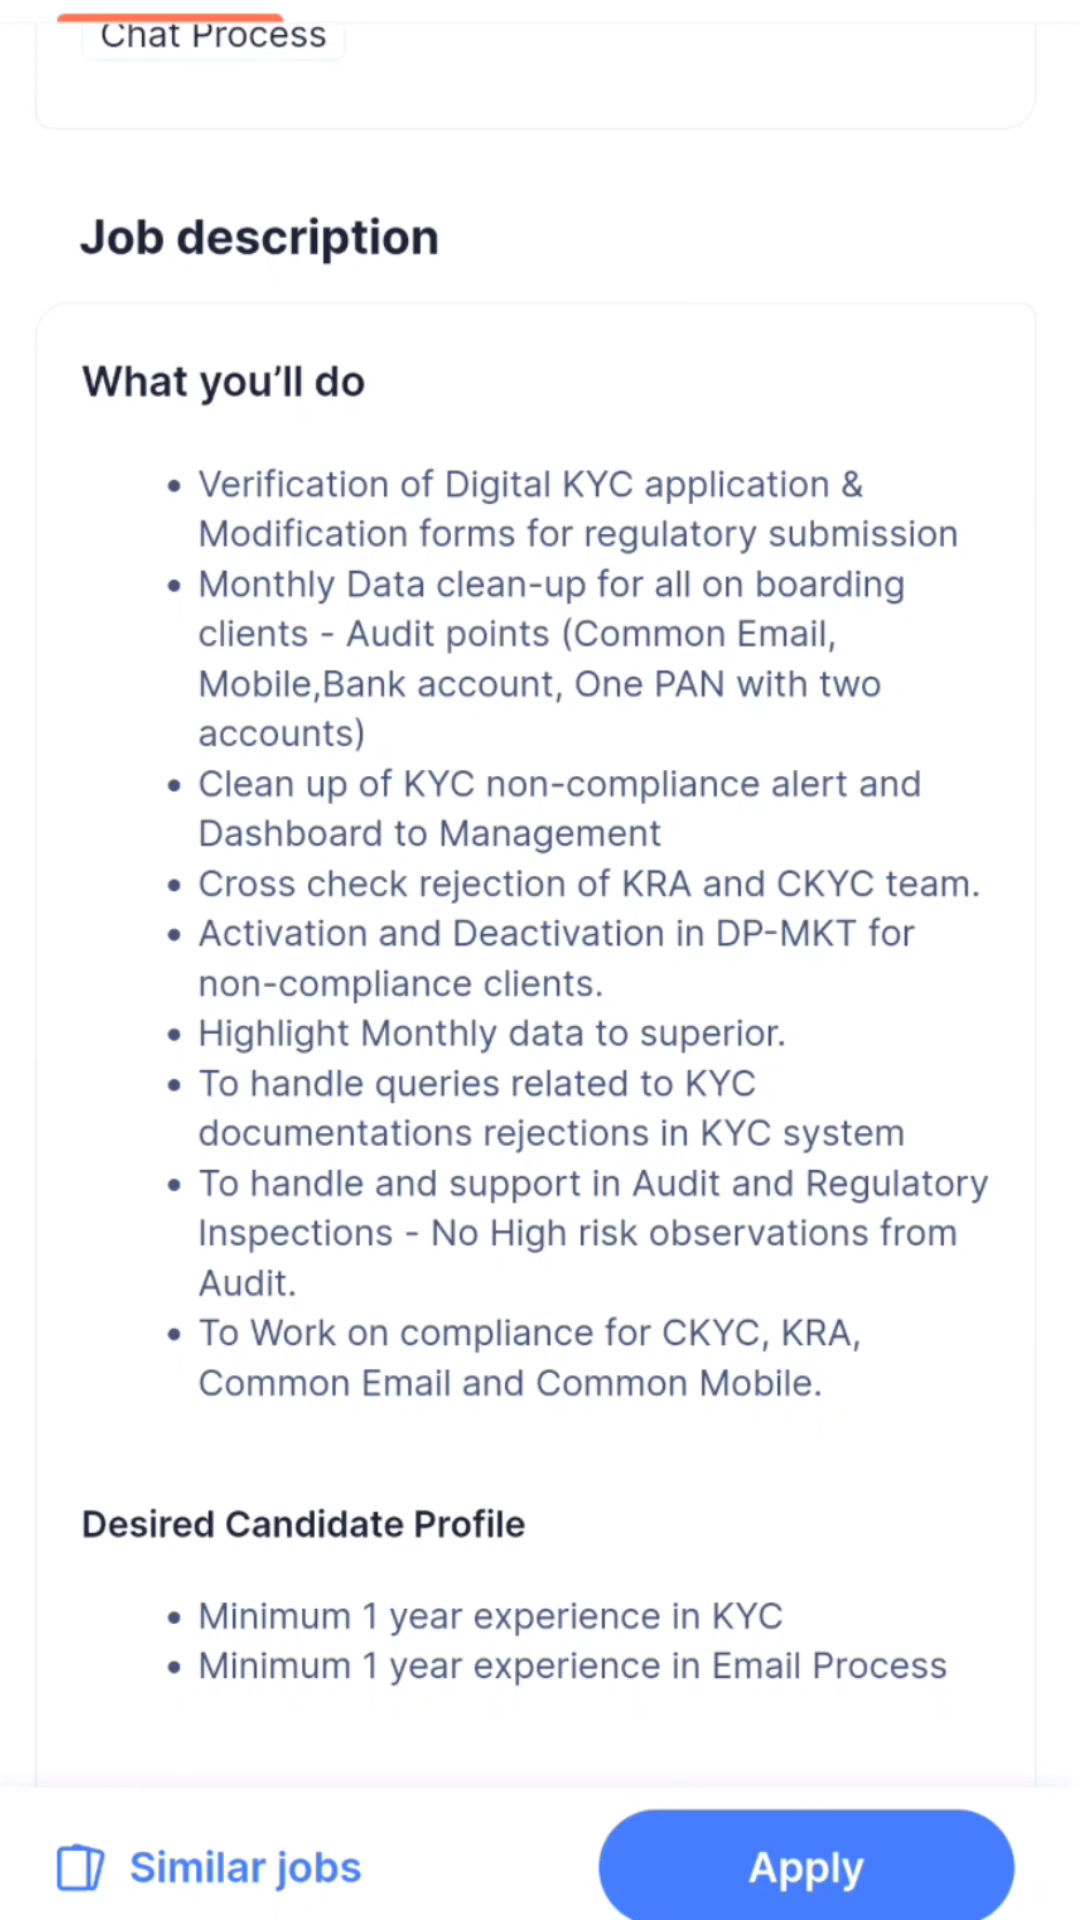 Chat Process
Job description
What you’ll do
• Verification of Digital KYC application &
Modification forms for regulatory submission
• Monthly Data clean-up for all on boarding
clients - Audit points (Common Email,
Mobile,Bank account, One PAN with two
accounts)
• Clean up of KYC non-compliance alert and
Dashboard to Management
• Cross check rejection of KRA and CKYC team.
• Activation and Deactivation in DP-MKT for
non-compliance clients.
• Highlight Monthly data to superior.
• To handle queries related to KYC
documentations rejections in KYC system
• To handle and support in Audit and Regulatory
Inspections - No High risk observations from
Audit.
• To Work on compliance for CKYC, KRA,
Common Email and Common Mobile.
Desired Candidate Profile
• Minimum 1 year experience in KYC
• Minimum 1 year experience in Email Process
Similar jobs
Apply